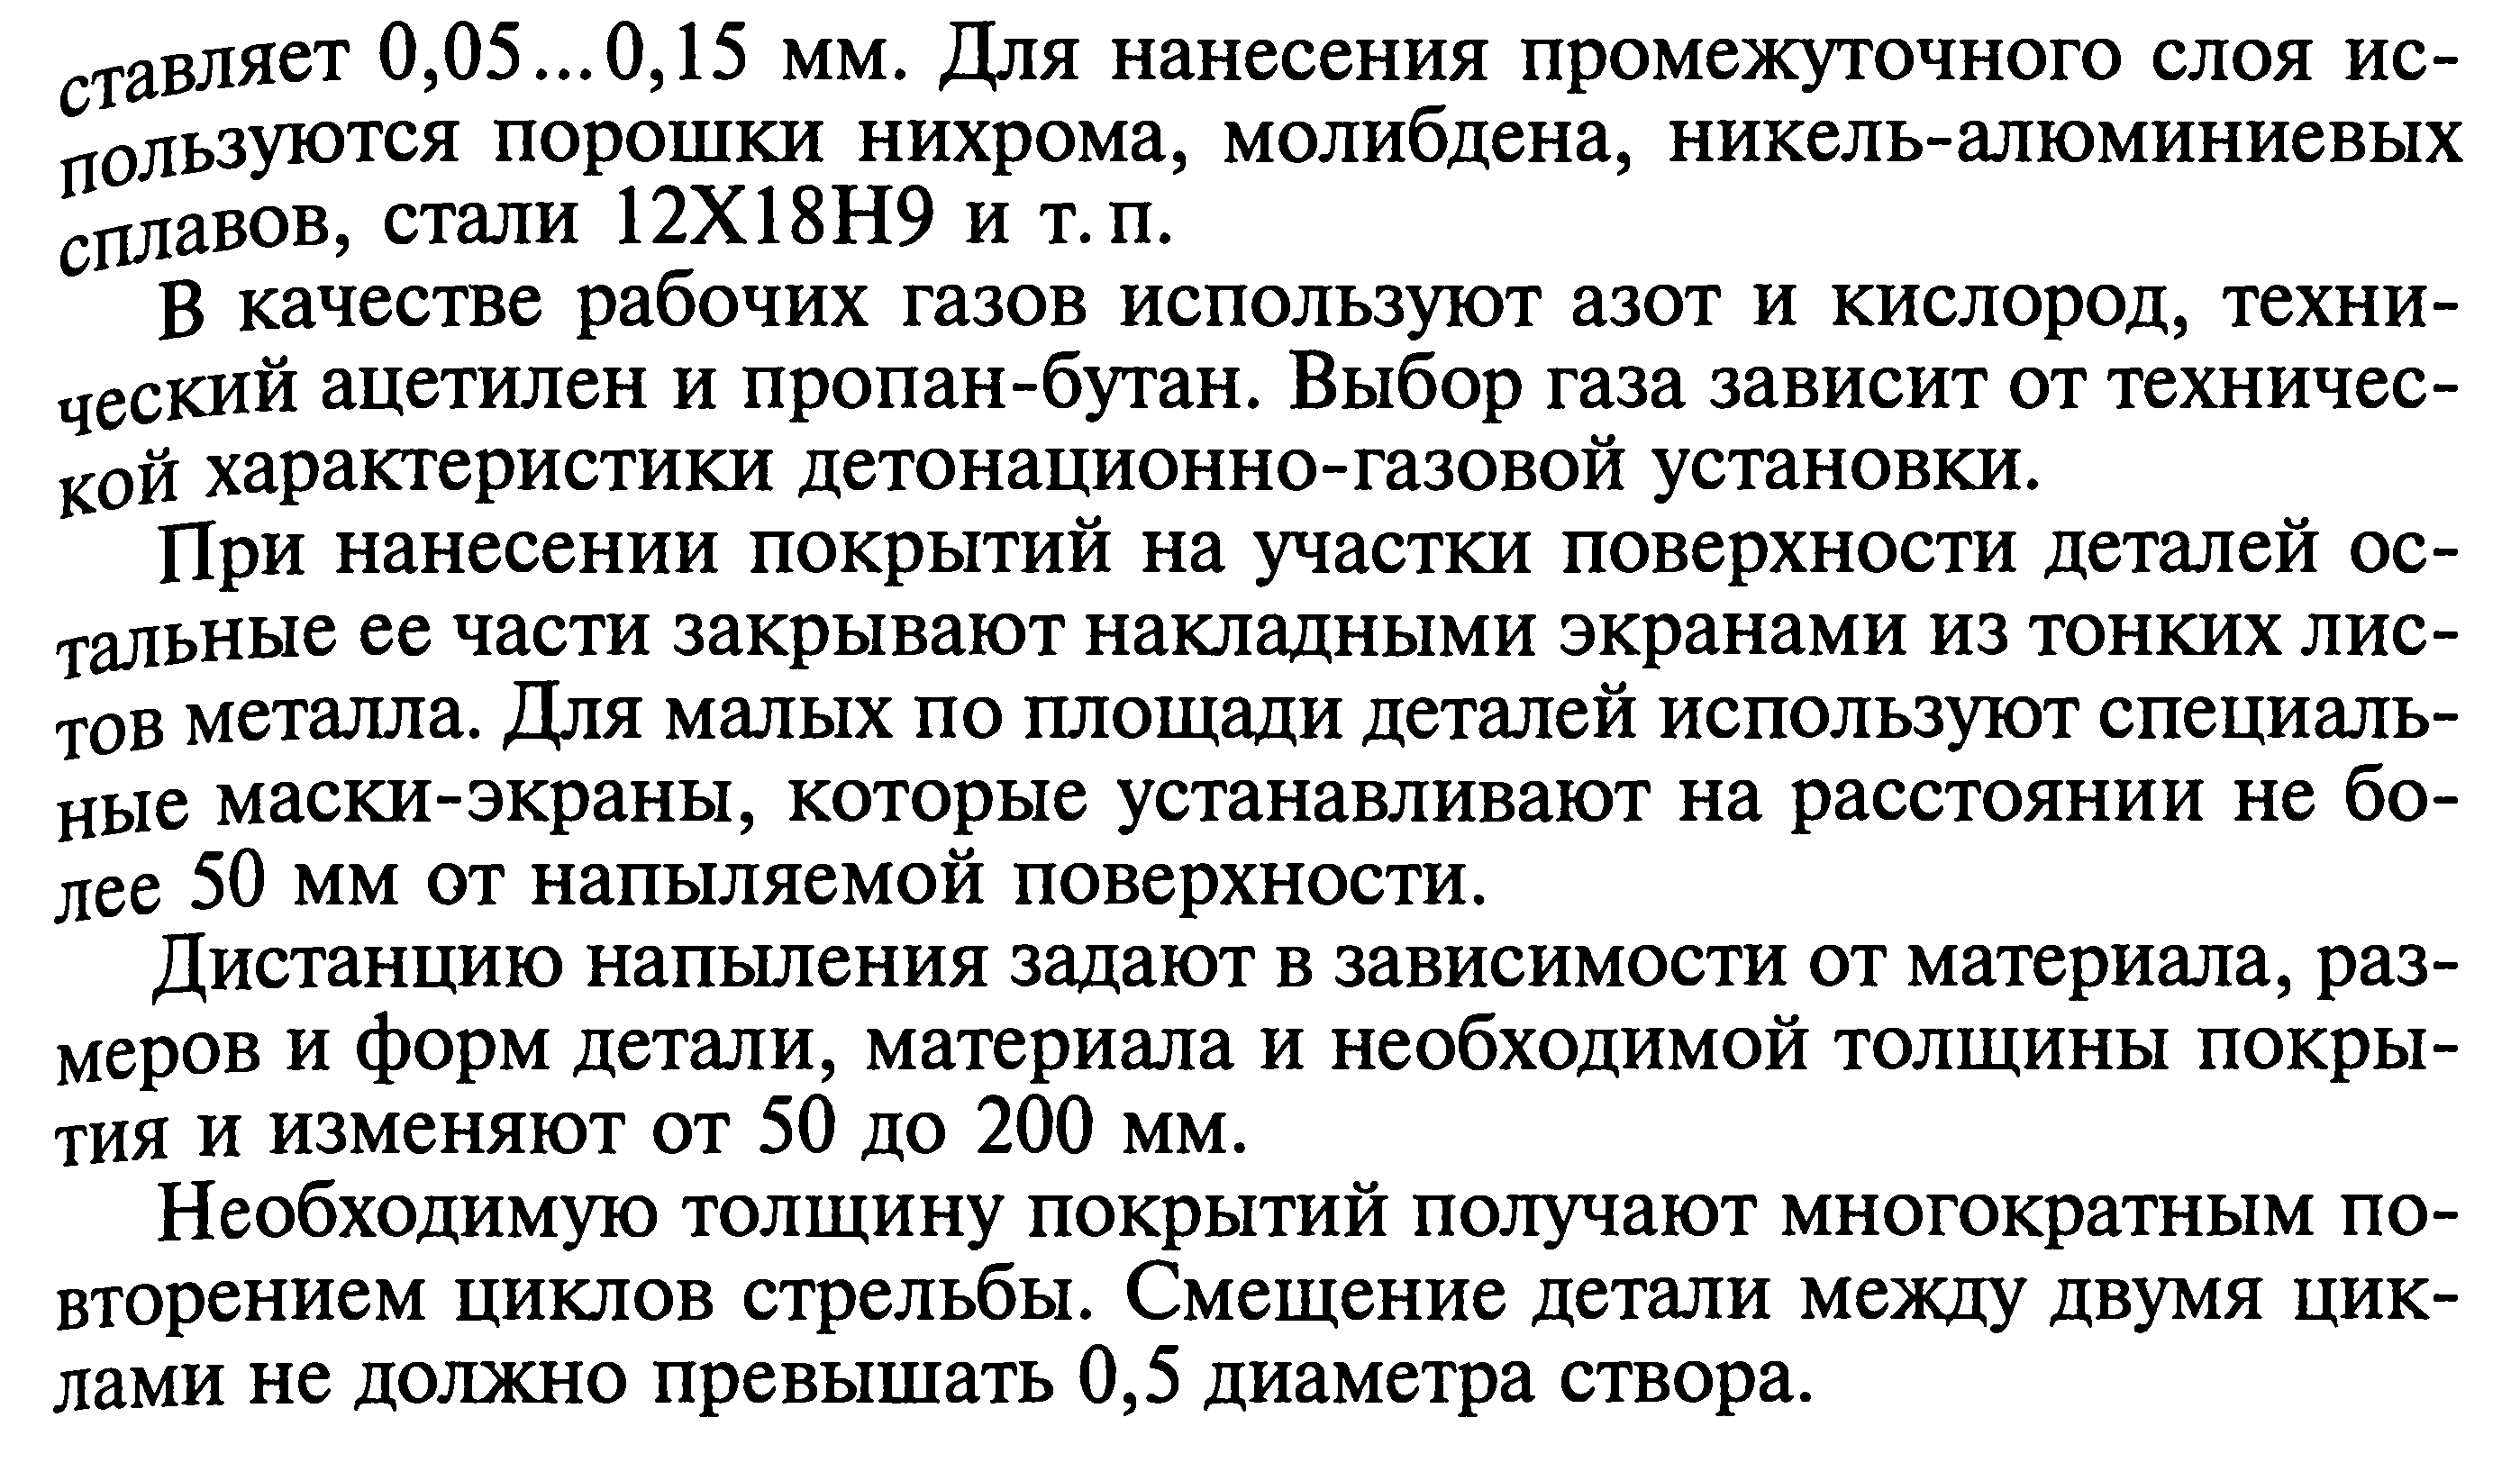 ставляет 0,05...0,15 мм. Для нанесения промежуточного слоя ис-
пользуются порошки нихрома, молибдена, никель-алюминиевых
сплавов, стали 12Х18Н9 и т. п.
В качестве рабочих газов используют азот и кислород, техни-
ческий ацетилен и пропан-бутан. Выбор газа зависит от техничес-
кой характеристики детонационно-газовой установки.
При нанесении покрытий на участки поверхности деталей ос-
тальные ее части закрывают накладными экранами из тонких лис-
тов металла. Для малых по площади деталей используют специаль-
ные маски-экраны, которые устанавливают на расстоянии не бо-
лее 50 мм от напыляемой поверхности.
Дистанцию напыления задают в зависимости от материала, раз-
меров и форм детали, материала и необходимой толщины покры-
тия и изменяют от 50 до 200 мм.
Необходимую толщину покрытий получают многократным по-
вторением циклов стрельбы. Смещение детали между двумя цик-
лами не должно превышать 0,5 диаметра створа.